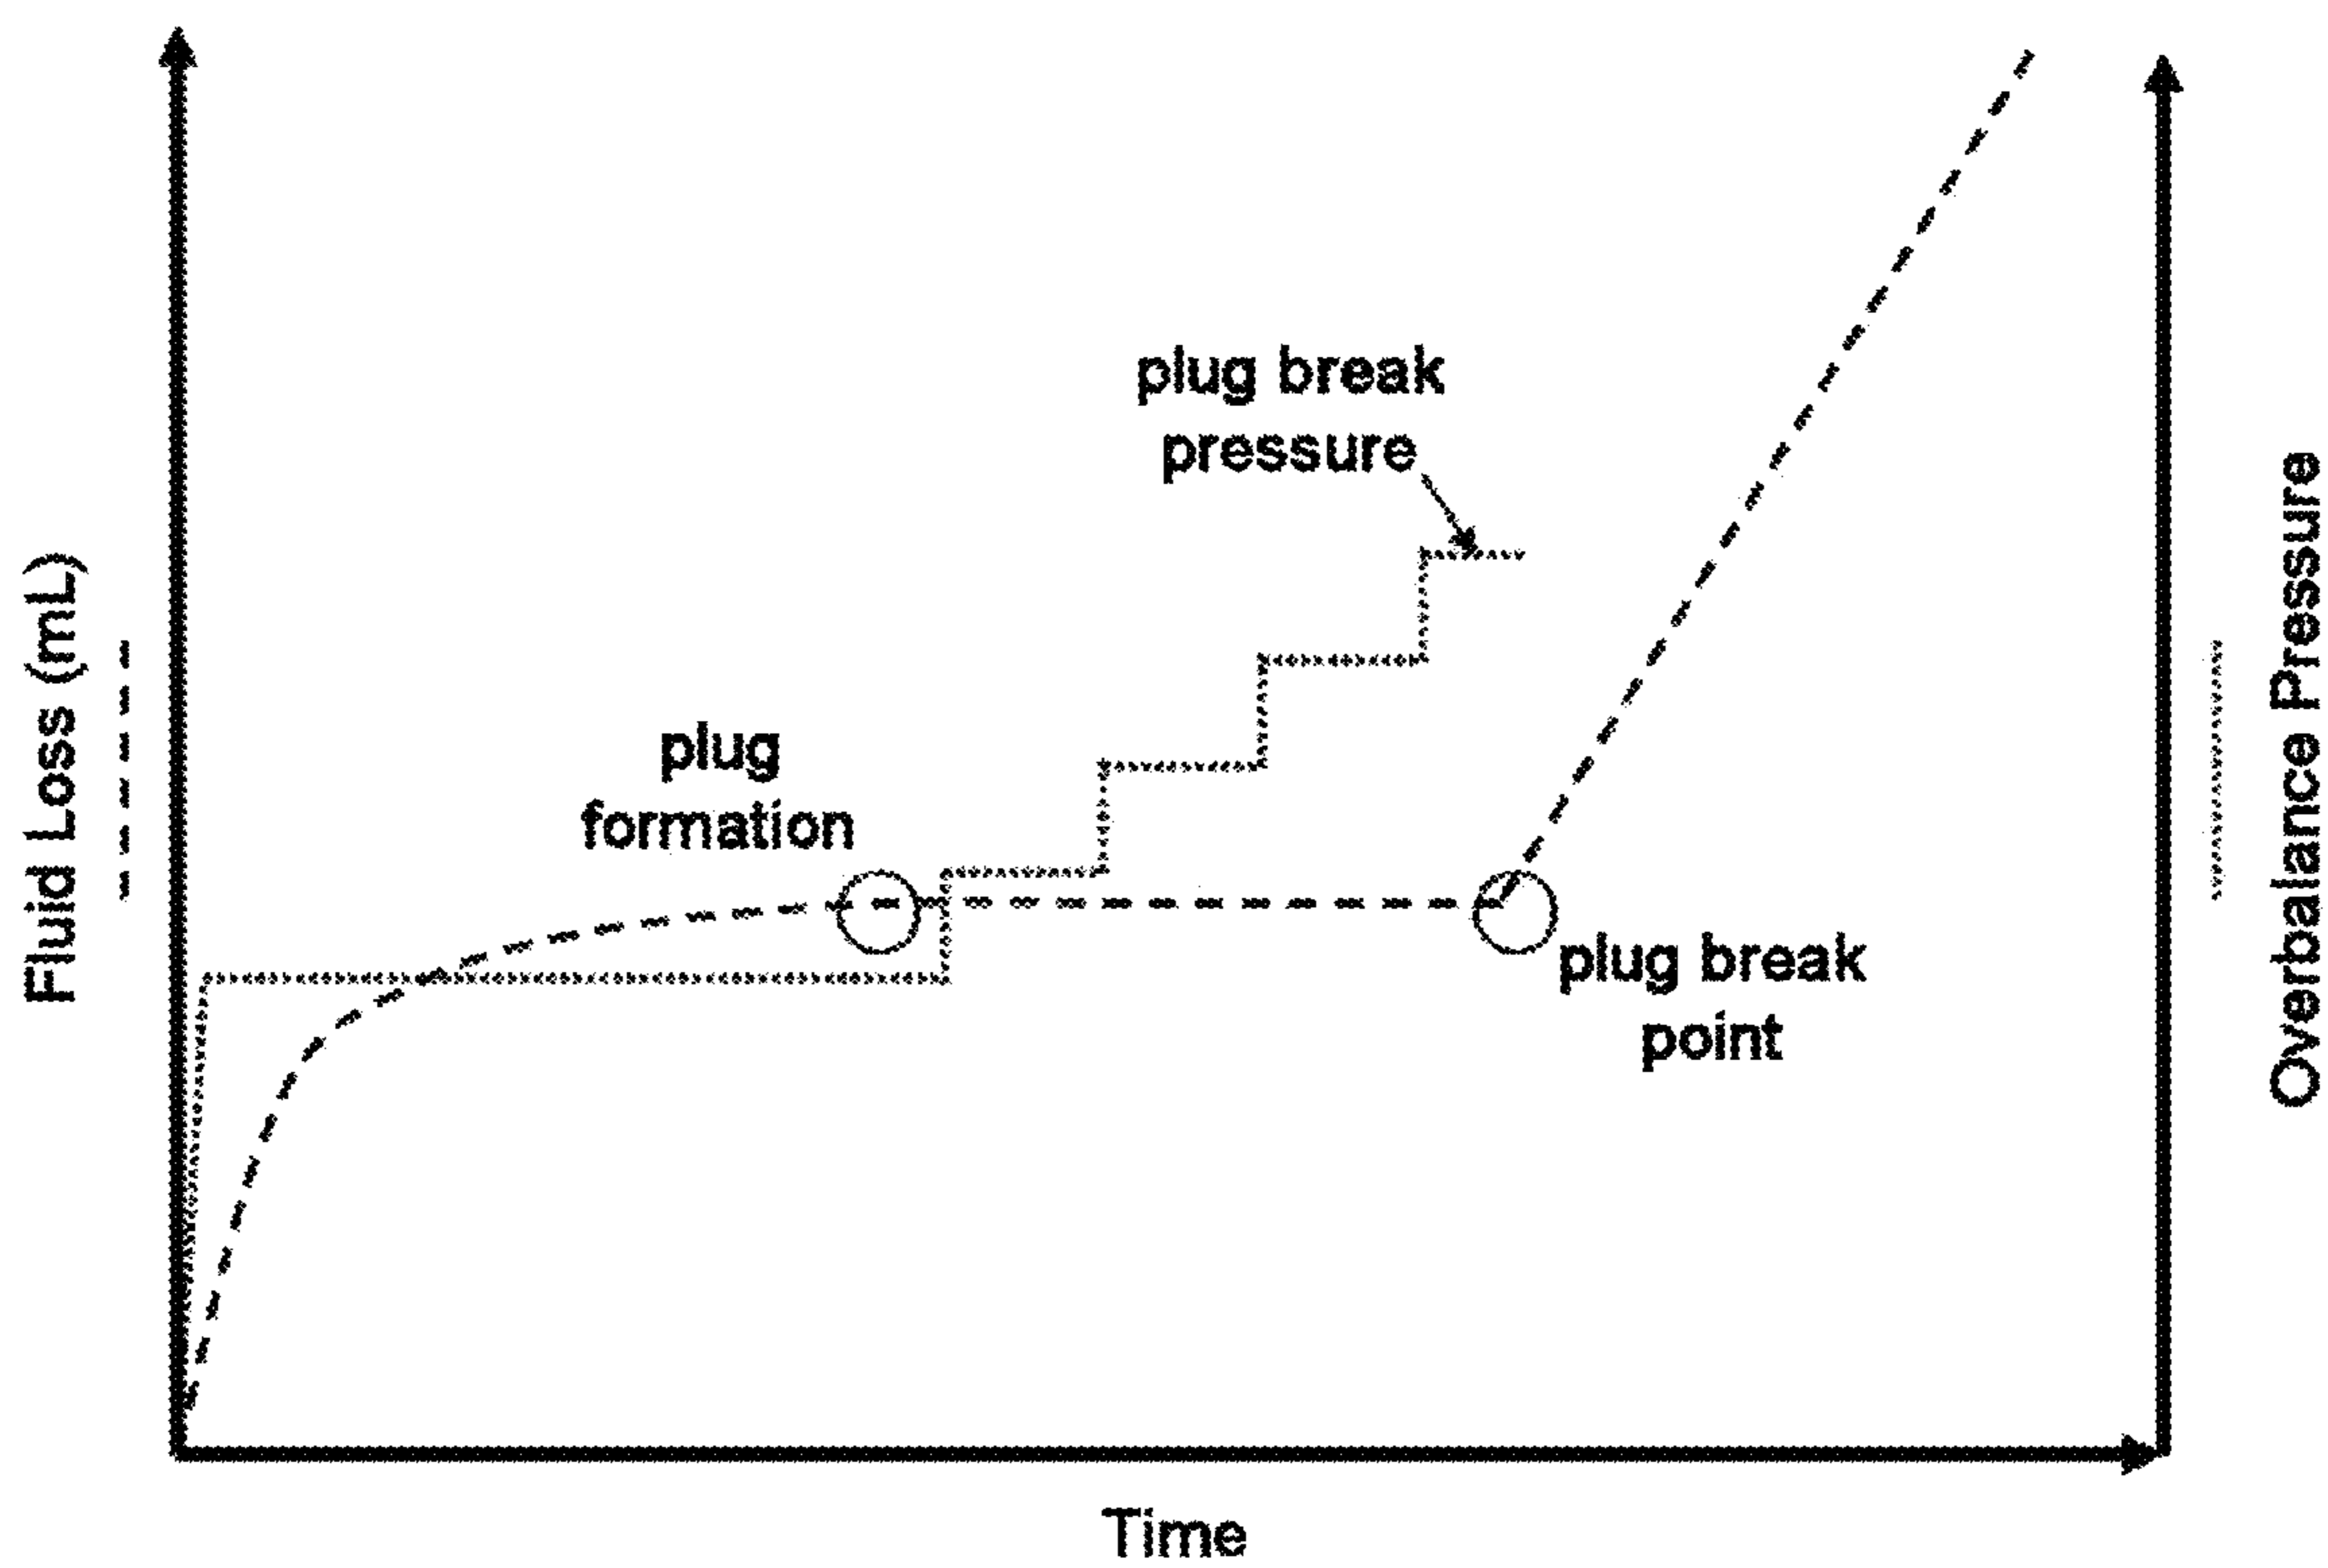 Fluid Loss (mL)
plug break
pressure
plug
formation
plug break
point
Overbalance Pressure
Time